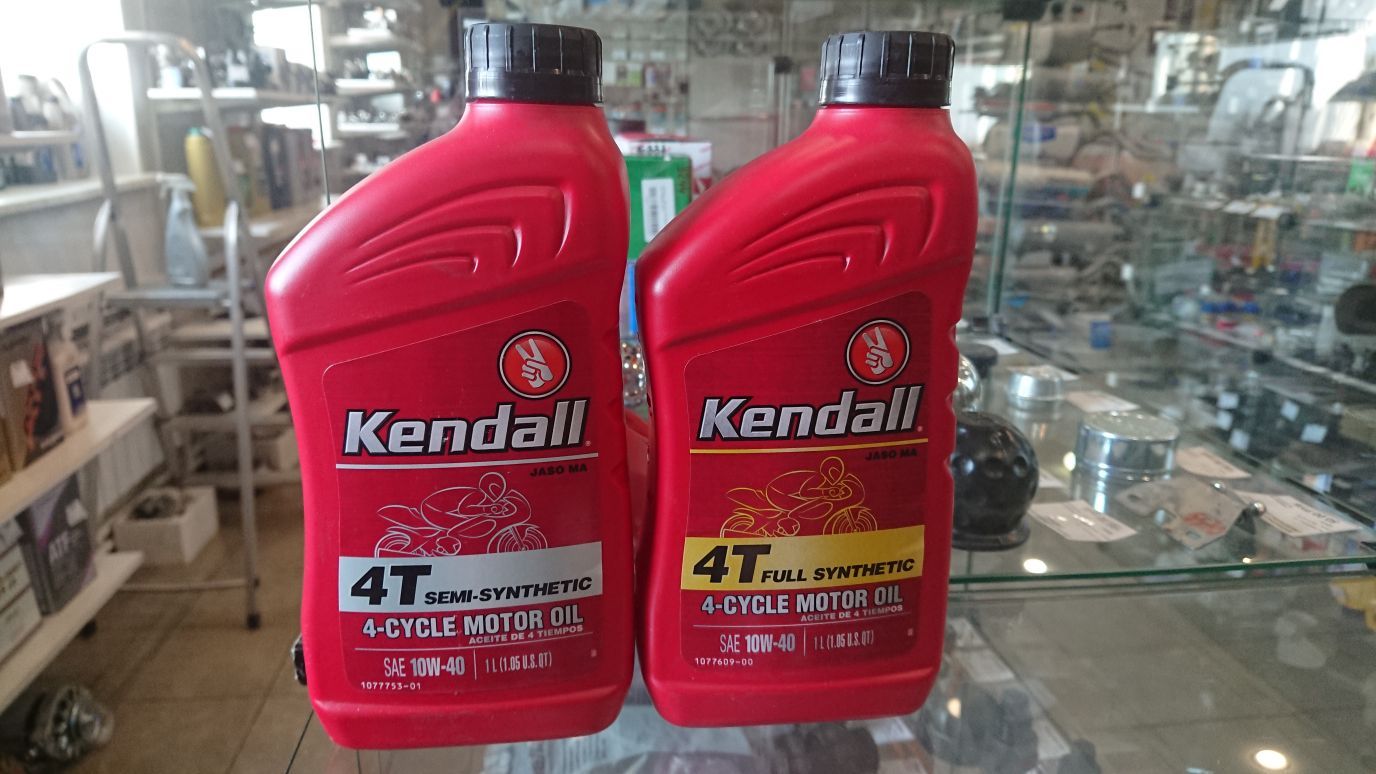 Kendall
JASO MA
4T SEMI-SYNTHETIC
4-CYCLE MOTOR OIL
ACEITE DE 4 TIEMPOS
SAE 10W-40 1 L (1.05 U.S. QT)
1077753-01
Kendall
JASO MA
4T FULL SYNTHETIC
4-CYCLE MOTOR OIL
ACEITE DE 4 TIEMPOS
SAE 10W-40 1 L (1.05 U.S. QT)
1077609-00
ATF